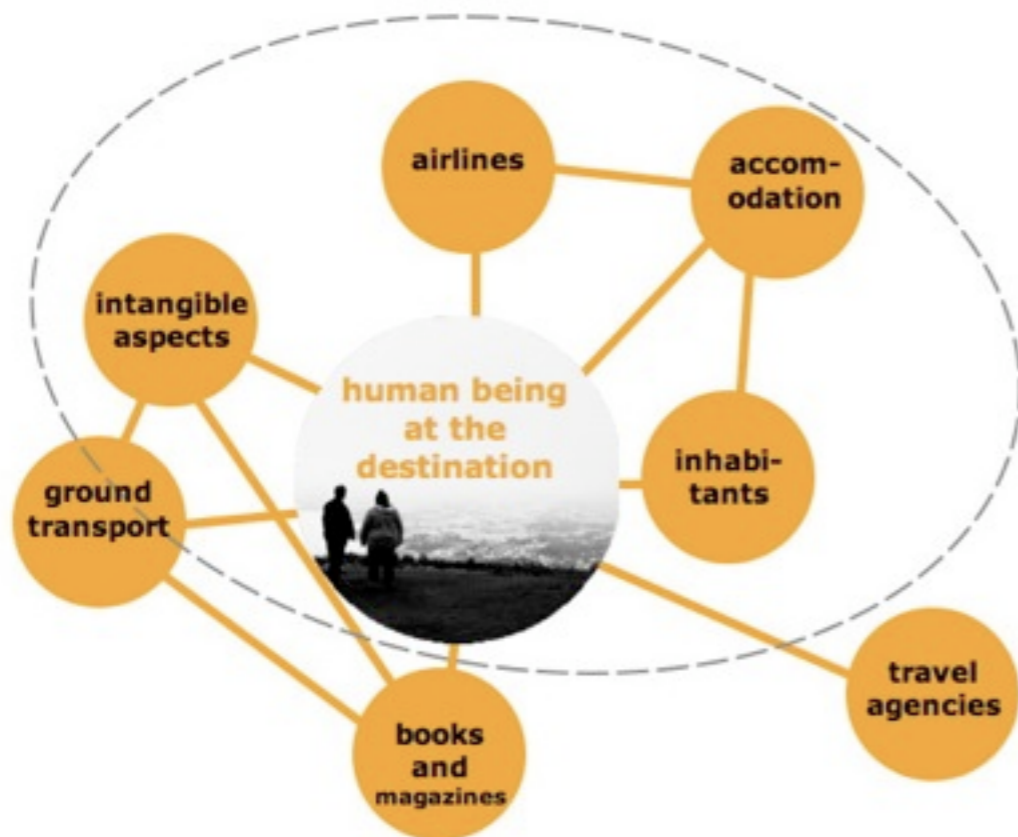 airlines
accom-
odation
intangible
aspects
human being
at the
destination
inhabi-
tants
ground
transport
travel
agencies
books
and
magazines